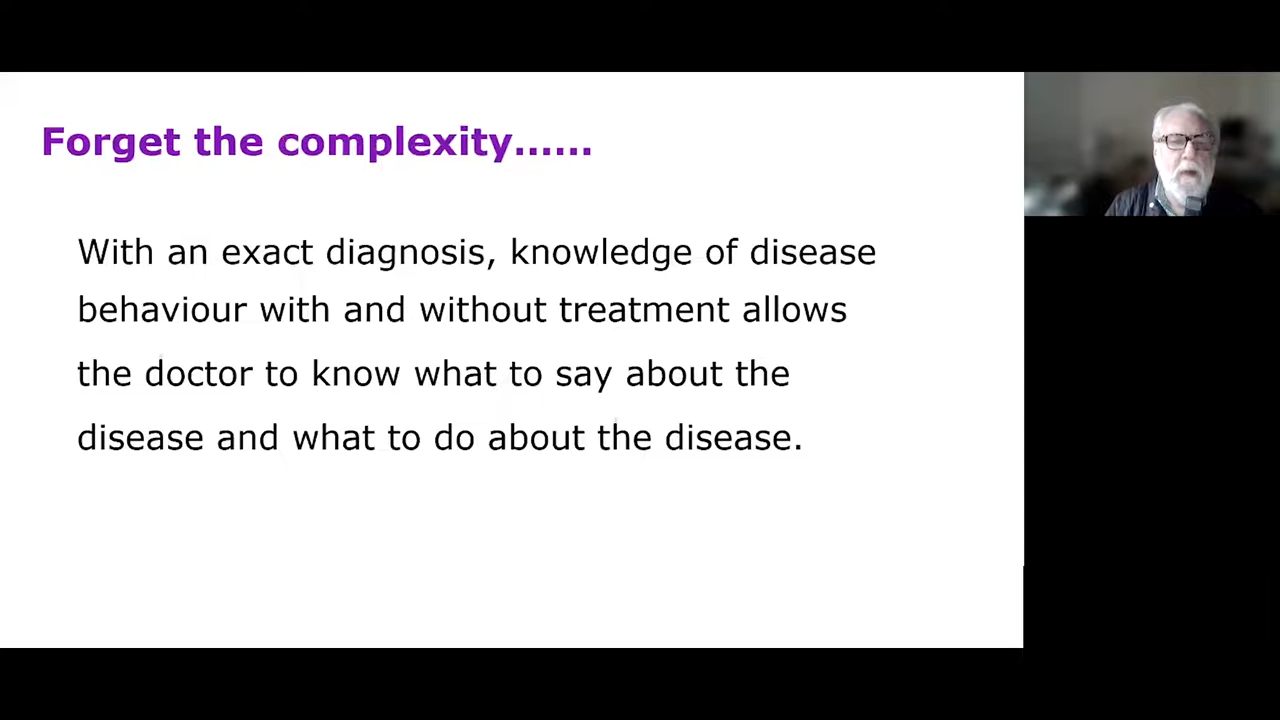 Forget the complexity......
With an exact diagnosis, knowledge of disease
behaviour with and without treatment allows
the doctor to know what to say about the
disease and what to do about the disease.